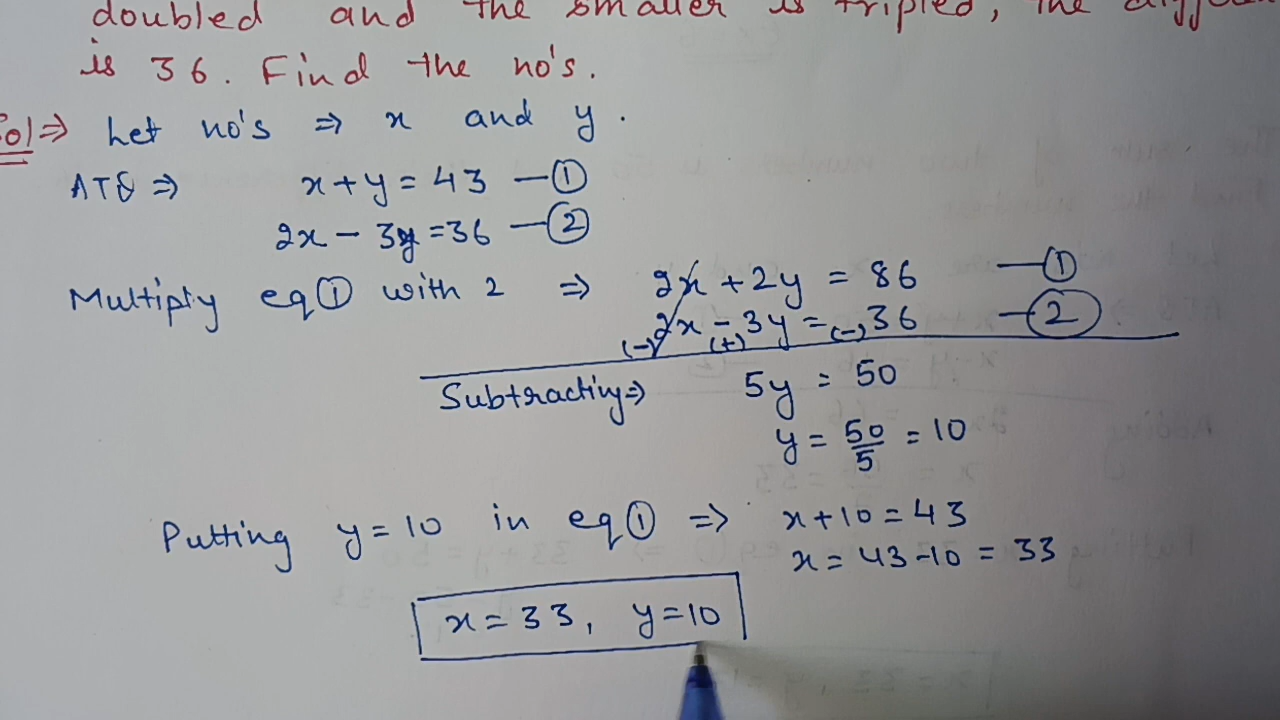 doubled and the smaller is tripled, the
is 36. Find the no's.
Sol⇒ Let no's ⇒ x and y.
ATQ ⇒ x+y = 43 —①
2x − 3y = 36 —②
Multiply eq① with 2 ⇒ 2x + 2y = 86 —①
2x − 3y = 36 —②
(−) (+) (−)
Subtracting⇒ 5y = 50
y = 50/5 = 10
Putting y=10 in eq① ⇒ x+10 = 43
x = 43-10 = 33
x = 33, y=10